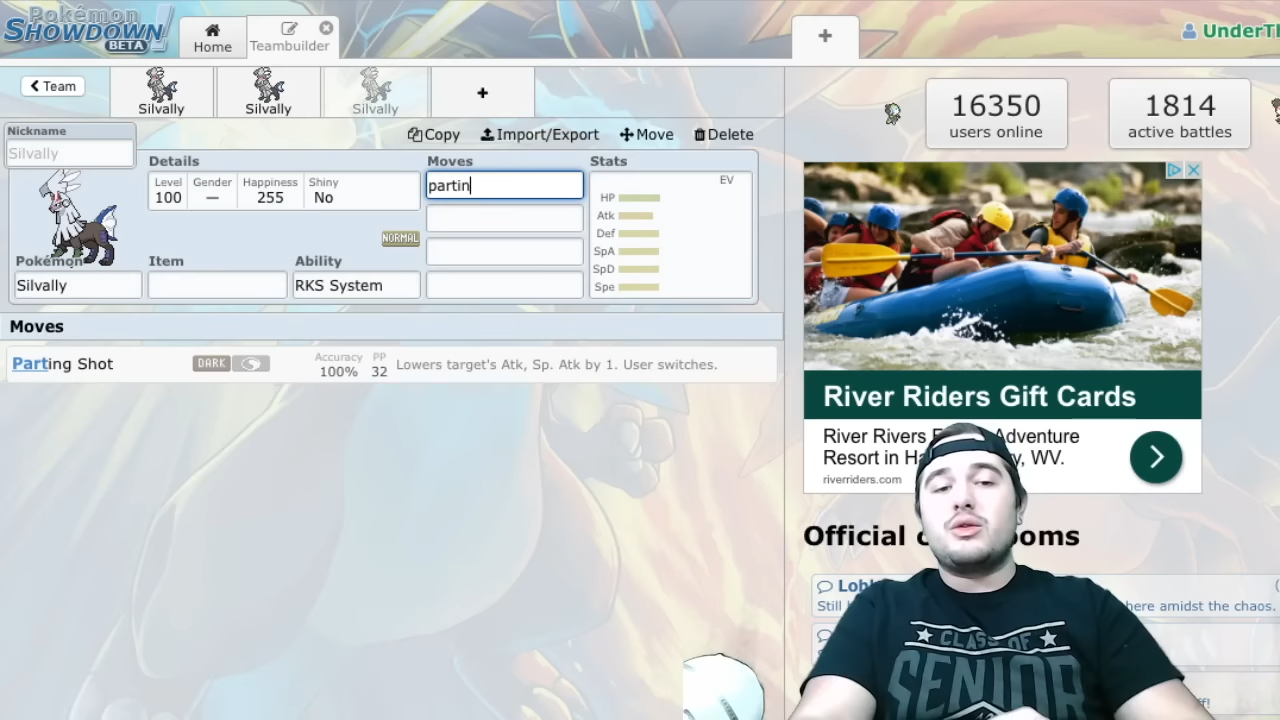 Pokémon
SHOWDOWN!
BETA
Home
Teambuilder
+
Team
Silvally
Silvally
Silvally
+
16350
users online
1814
active battles
Nickname
Silvally
Copy
Import/Export
Move
Delete
Details
Moves
Stats
Level
100
Gender
—
Happiness
255
Shiny
No
partin
EV
HP
Atk
Def
SpA
SpD
Spe
NORMAL
Pokémon
Silvally
Item
Ability
RKS System
Moves
Parting Shot
DARK
Accuracy
100%
PP
32
Lowers target's Atk, Sp. Atk by 1. User switches.
River Riders Gift Cards
River Rivers Adventure
Resort in Ha , WV.
riverriders.com
Official ooms
Still here amidst the chaos.
CLASS OF
SENIOR